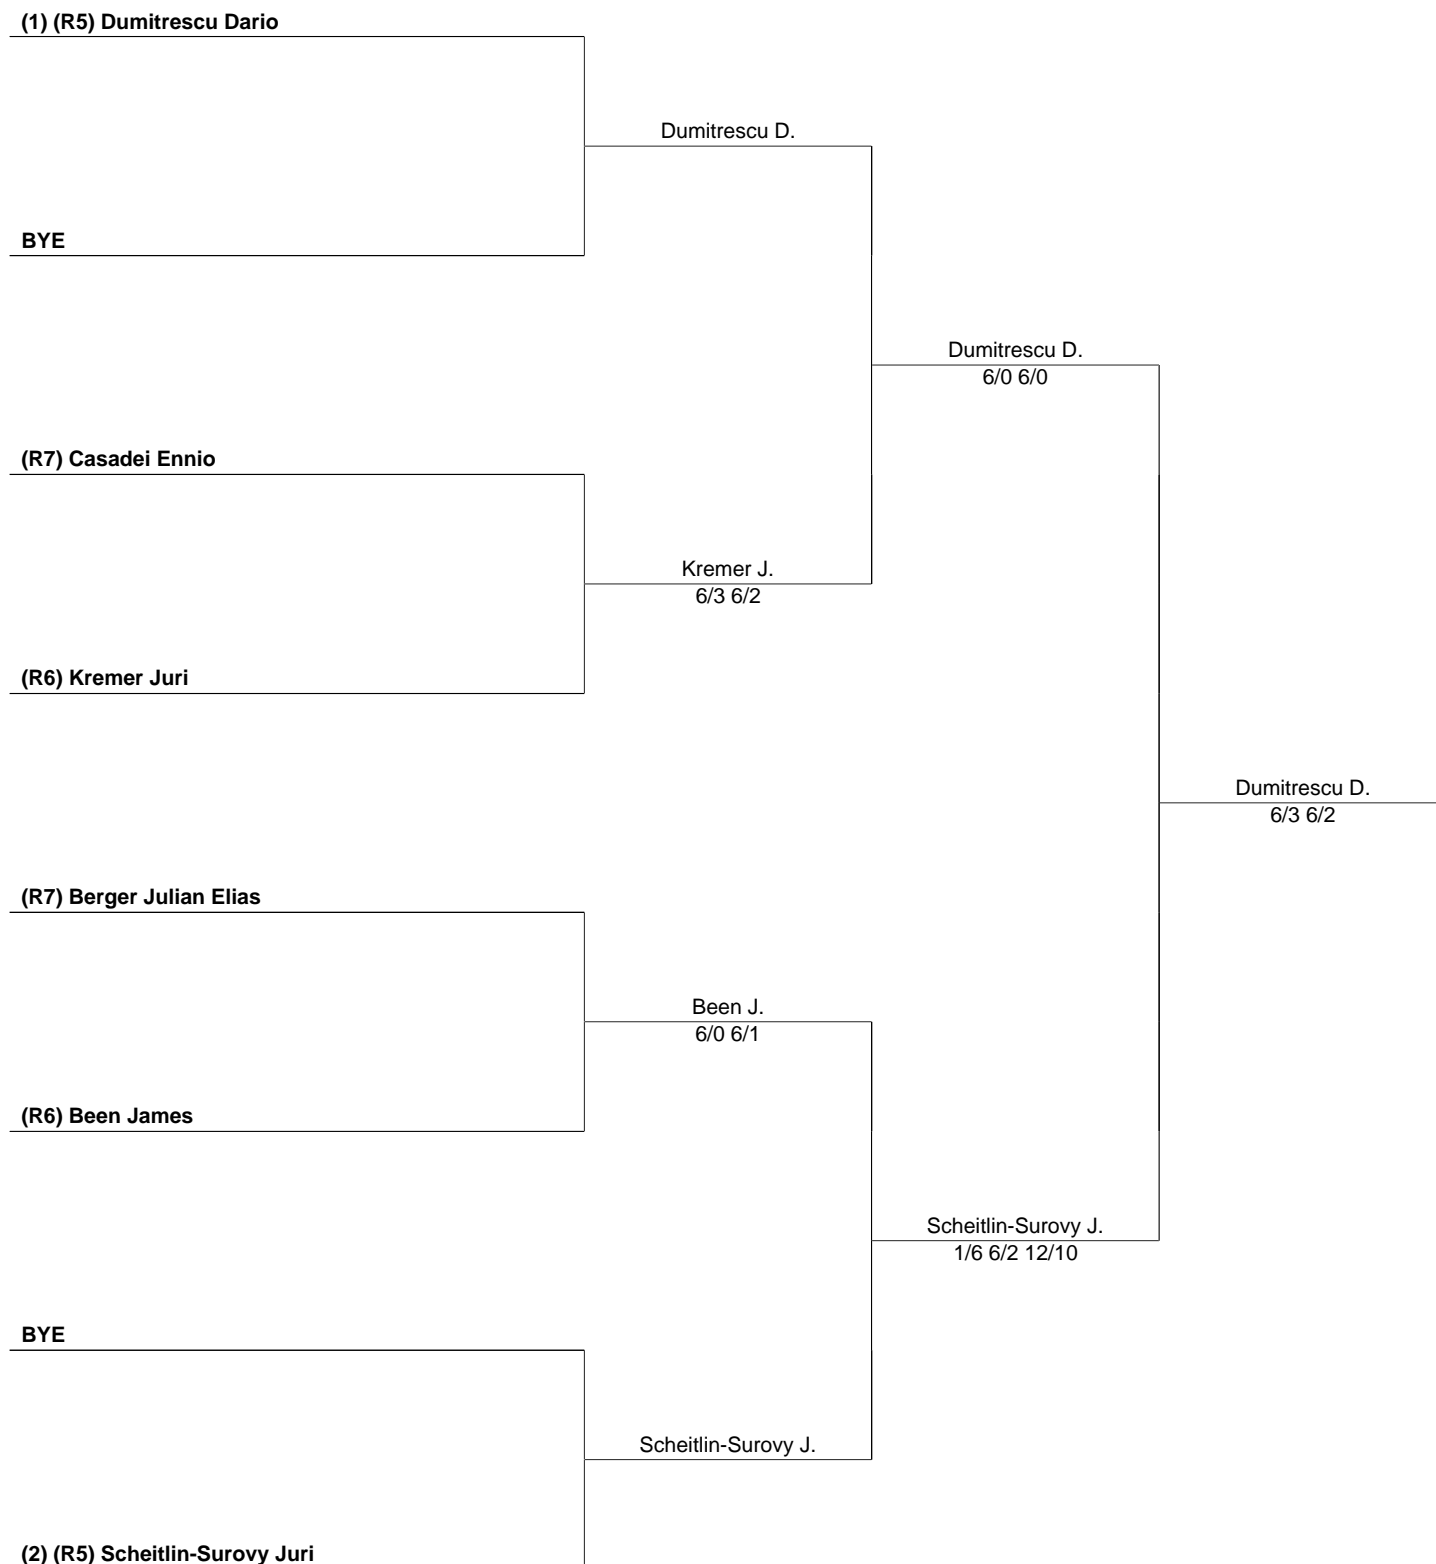 (1) (R5) Dumitrescu Dario
Dumitrescu D.
BYE
Dumitrescu D.
6/0 6/0
(R7) Casadei Ennio
Kremer J.
6/3 6/2
(R6) Kremer Juri
Dumitrescu D.
6/3 6/2
(R7) Berger Julian Elias
Been J.
6/0 6/1
(R6) Been James
Scheitlin-Surovy J.
1/6 6/2 12/10
BYE
Scheitlin-Surovy J.
(2) (R5) Scheitlin-Surovy Juri